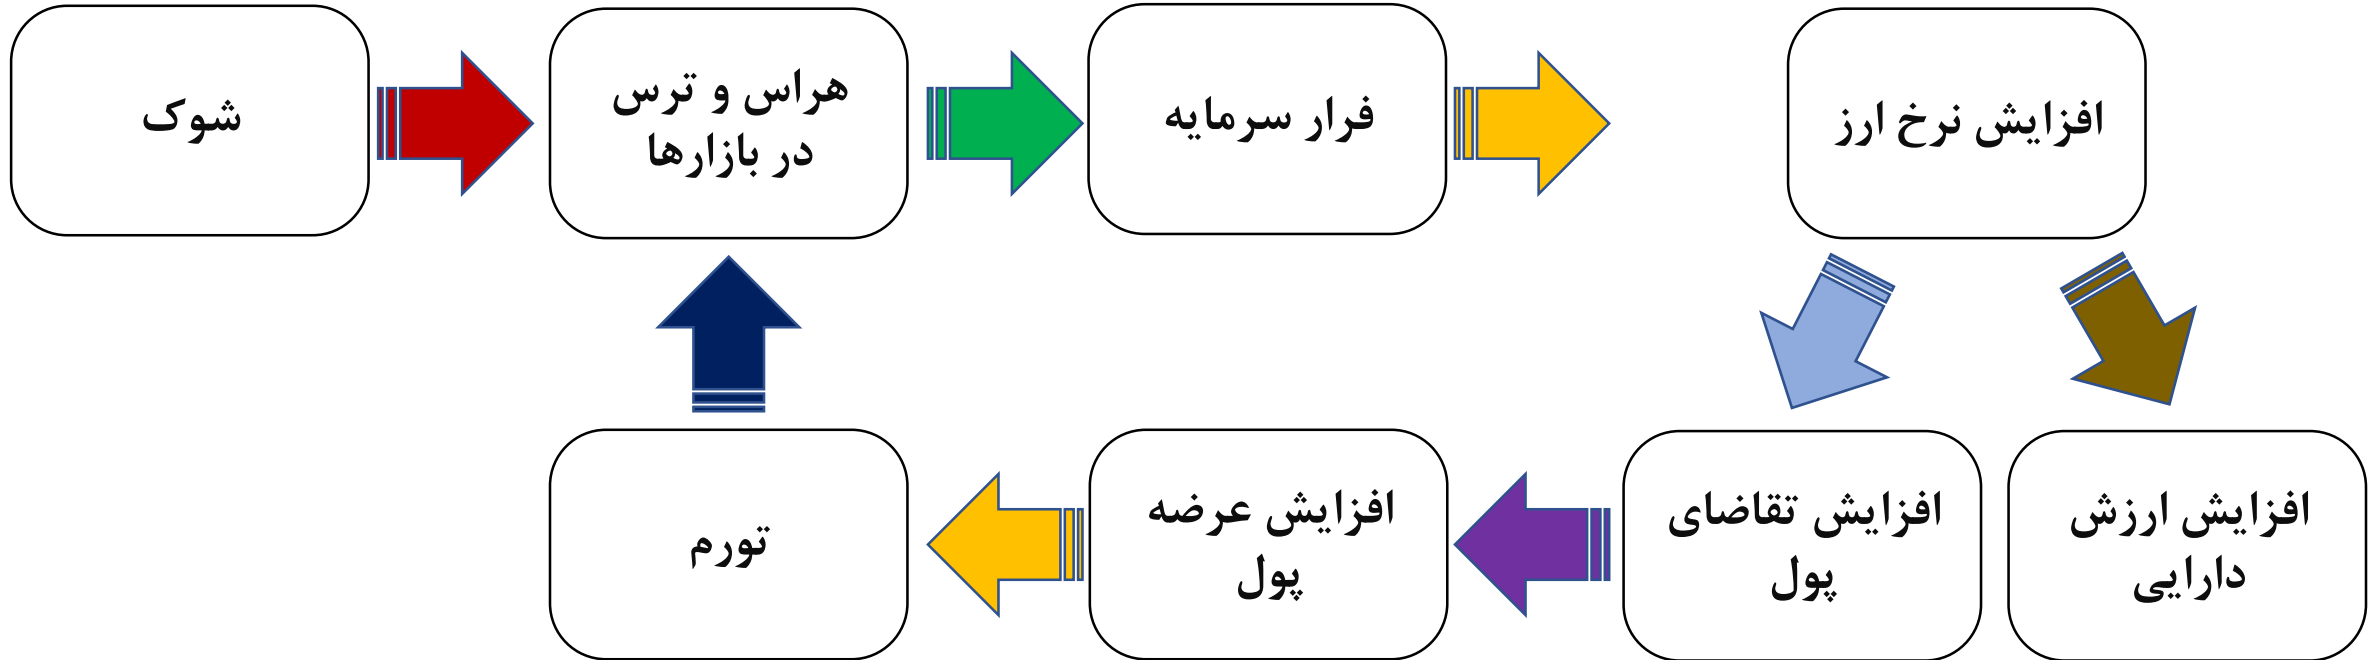 شوک
هراس و ترس
در بازارها
فرار سرمایه
افزایش نرخ ارز
افزایش ارزش
دارایی
افزایش تقاضای
پول
افزایش عرضه
پول
تورم